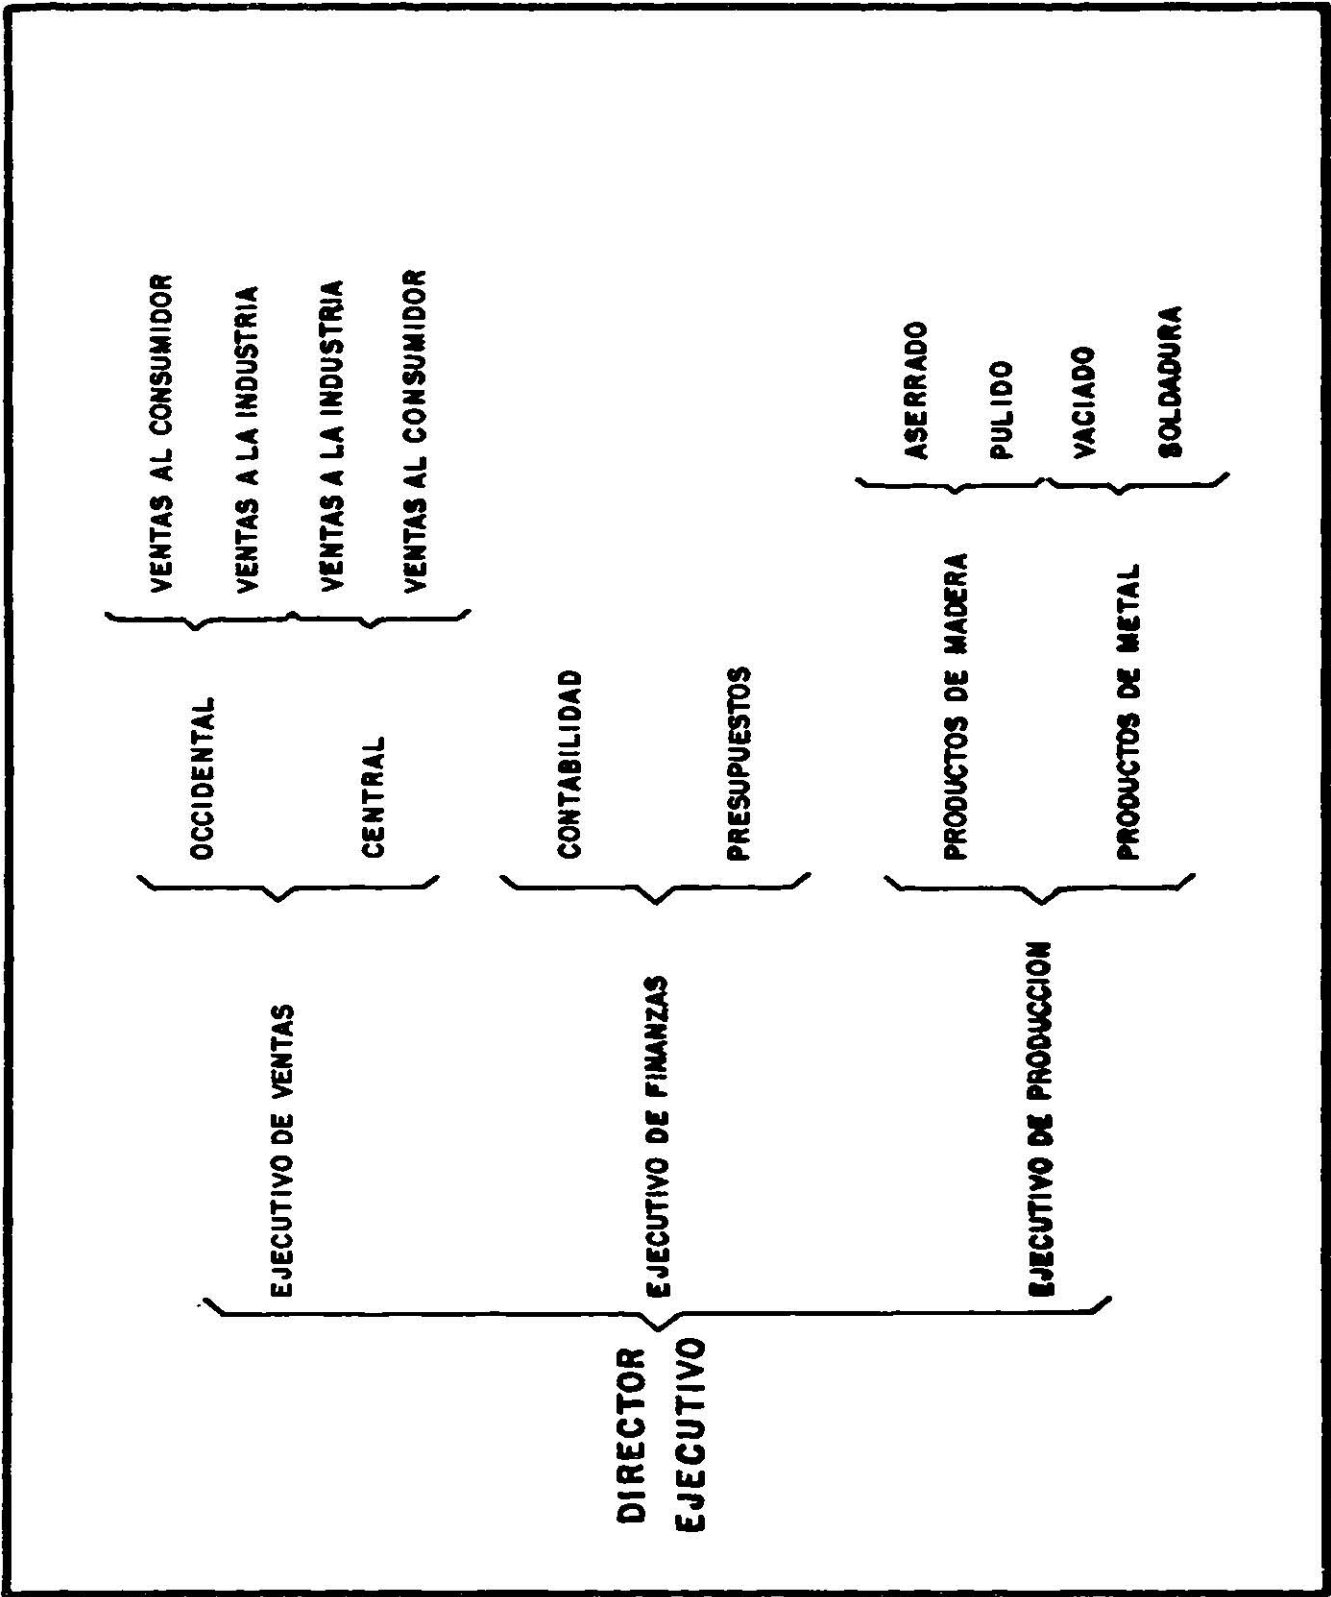 DIRECTOR
EJECUTIVO
EJECUTIVO DE VENTAS
OCCIDENTAL
VENTAS AL CONSUMIDOR
VENTAS A LA INDUSTRIA
CENTRAL
VENTAS A LA INDUSTRIA
VENTAS AL CONSUMIDOR
EJECUTIVO DE FINANZAS
CONTABILIDAD
PRESUPUESTOS
EJECUTIVO DE PRODUCCION
PRODUCTOS DE MADERA
ASERRADO
PULIDO
PRODUCTOS DE METAL
VACIADO
SOLDADURA